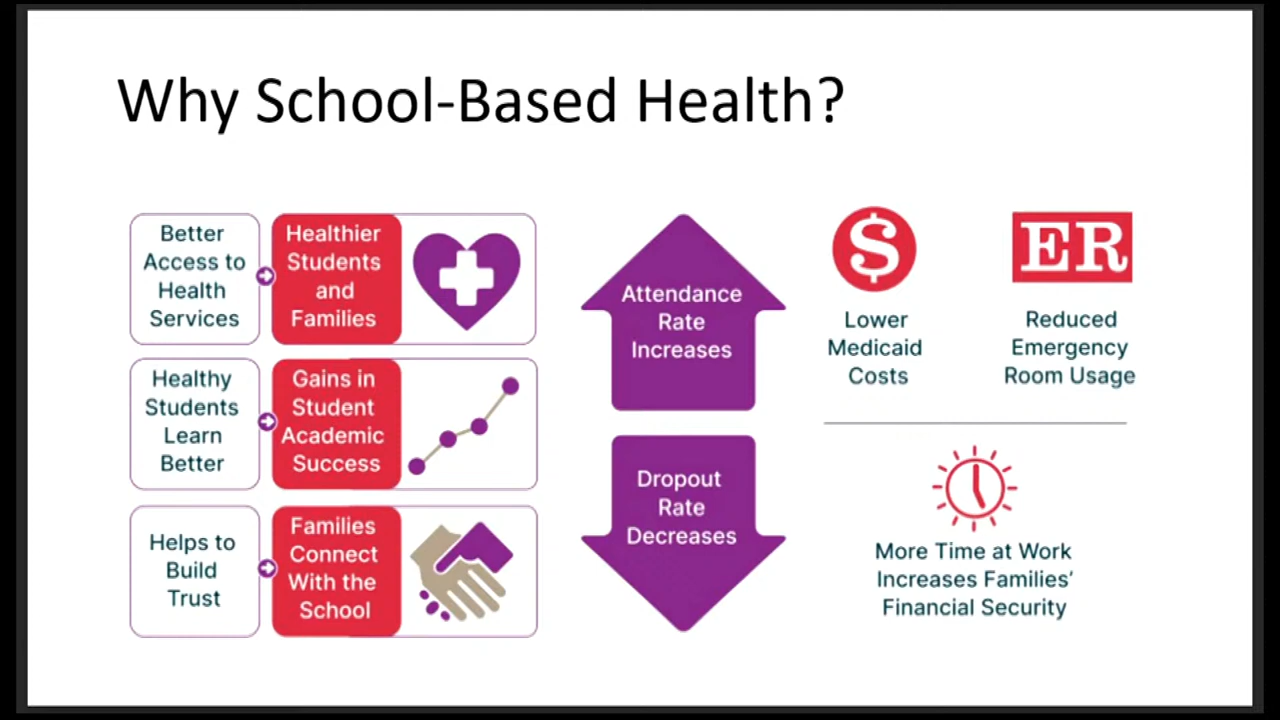 Why School-Based Health?
Better
Access to
Health
Services
Healthier
Students
and
Families
Healthy
Students
Learn
Better
Gains in
Student
Academic
Success
Helps to
Build
Trust
Families
Connect
With the
School
Attendance
Rate
Increases
Dropout
Rate
Decreases
$
Lower
Medicaid
Costs
ER
Reduced
Emergency
Room Usage
More Time at Work
Increases Families’
Financial Security